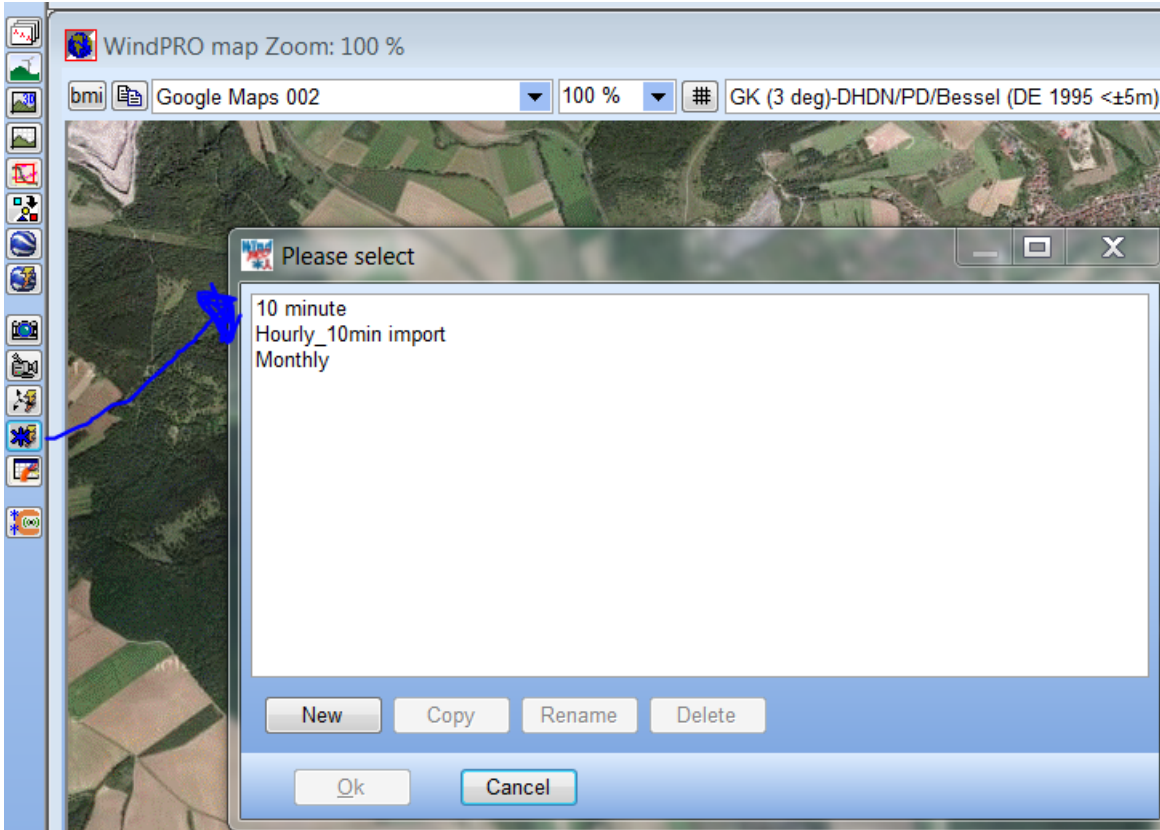 WindPRO map Zoom: 100 %
bmi Google Maps 002 100 % # GK (3 deg)-DHDN/PD/Bessel (DE 1995 <±5m)
Please select
10 minute
Hourly_10min import
Monthly
New Copy Rename Delete
Ok Cancel